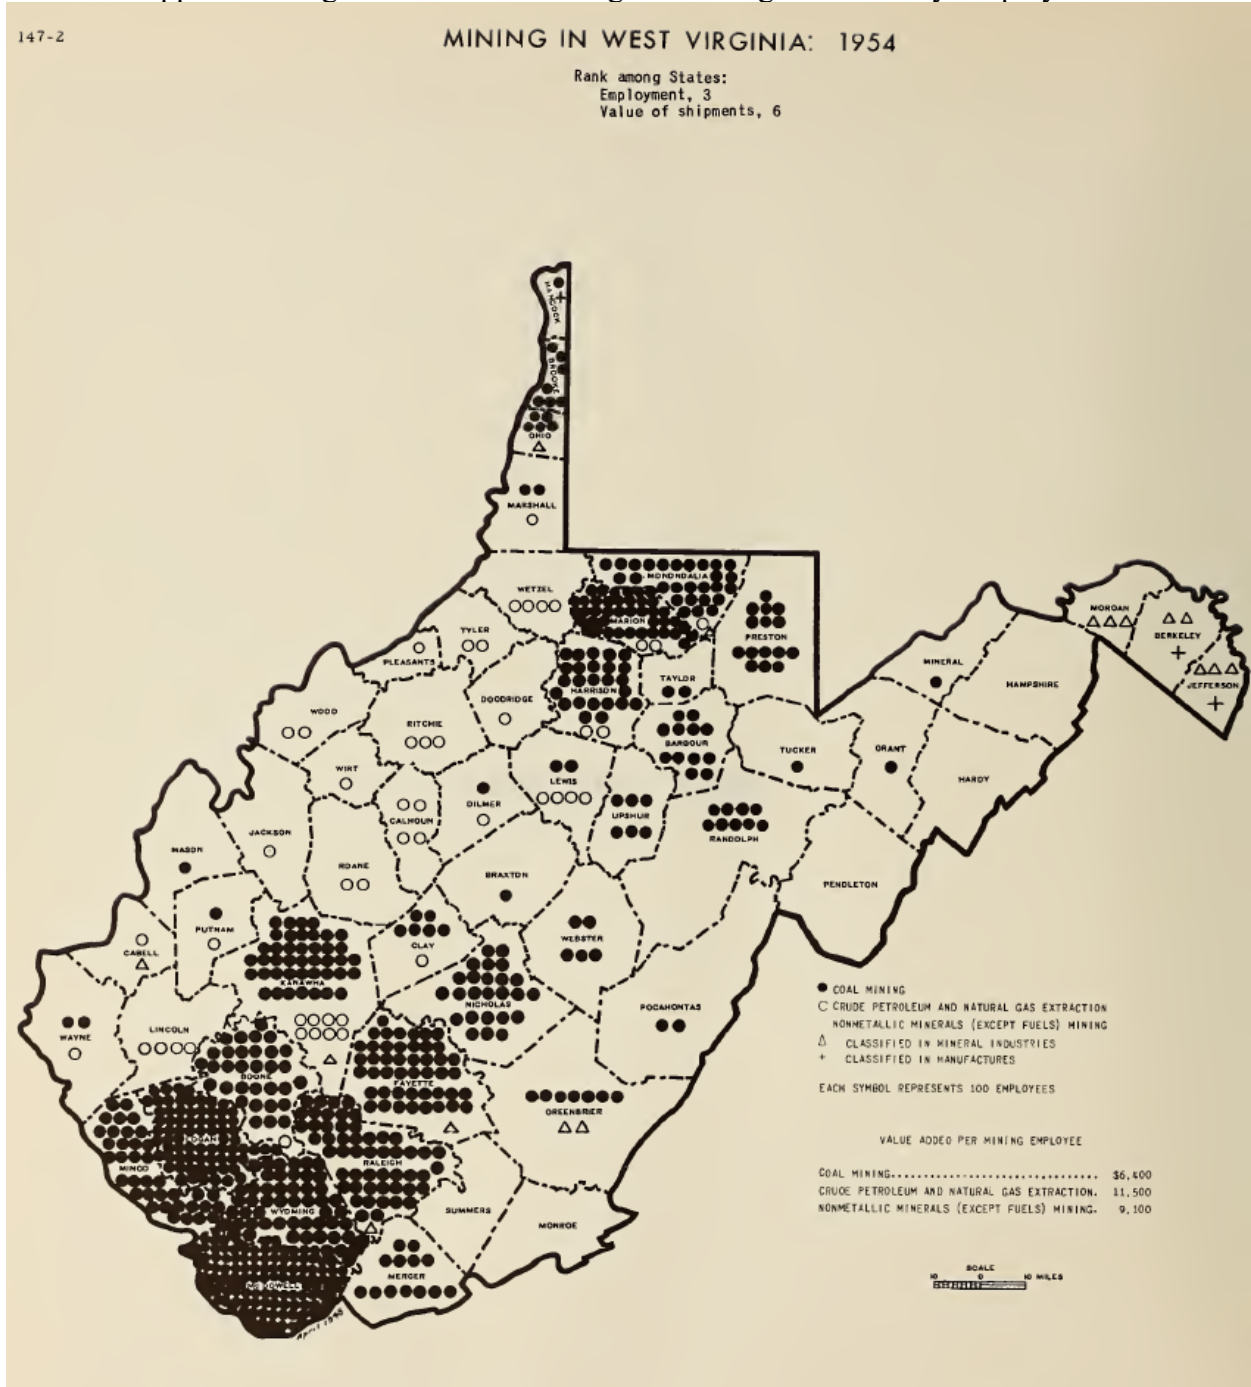 147-2
MINING IN WEST VIRGINIA: 1954
Rank among States:
Employment, 3
Value of shipments, 6
HANCOCK
BROOKE
OHIO
MARSHALL
WETZEL
MONONGALIA
MARION
PRESTON
TYLER
PLEASANTS
HARRISON
TAYLOR
DODDRIDGE
WOOD
RITCHIE
BARBOUR
MORGAN
BERKELEY
JEFFERSON
MINERAL
HAMPSHIRE
TUCKER
GRANT
HARDY
WIRT
LEWIS
GILMER
CALHOUN
UPSHUR
RANDOLPH
JACKSON
MASON
ROANE
BRAXTON
PENDLETON
PUTNAM
CABELL
CLAY
WEBSTER
KANAWHA
NICHOLAS
POCAHONTAS
WAYNE
LINCOLN
BOONE
FAYETTE
GREENBRIER
LOGAN
MINGO
RALEIGH
WYOMING
SUMMERS
MONROE
MERCER
McDOWELL
COAL MINING
CRUDE PETROLEUM AND NATURAL GAS EXTRACTION
NONMETALLIC MINERALS (EXCEPT FUELS) MINING
CLASSIFIED IN MINERAL INDUSTRIES
+ CLASSIFIED IN MANUFACTURES
EACH SYMBOL REPRESENTS 100 EMPLOYEES
VALUE ADDED PER MINING EMPLOYEE
COAL MINING
CRUDE PETROLEUM AND NATURAL GAS EXTRACTION. 11,500
NONMETALLIC MINERALS (EXCEPT FUELS) MINING. 9,100
SCALE
10 0 10 MILES